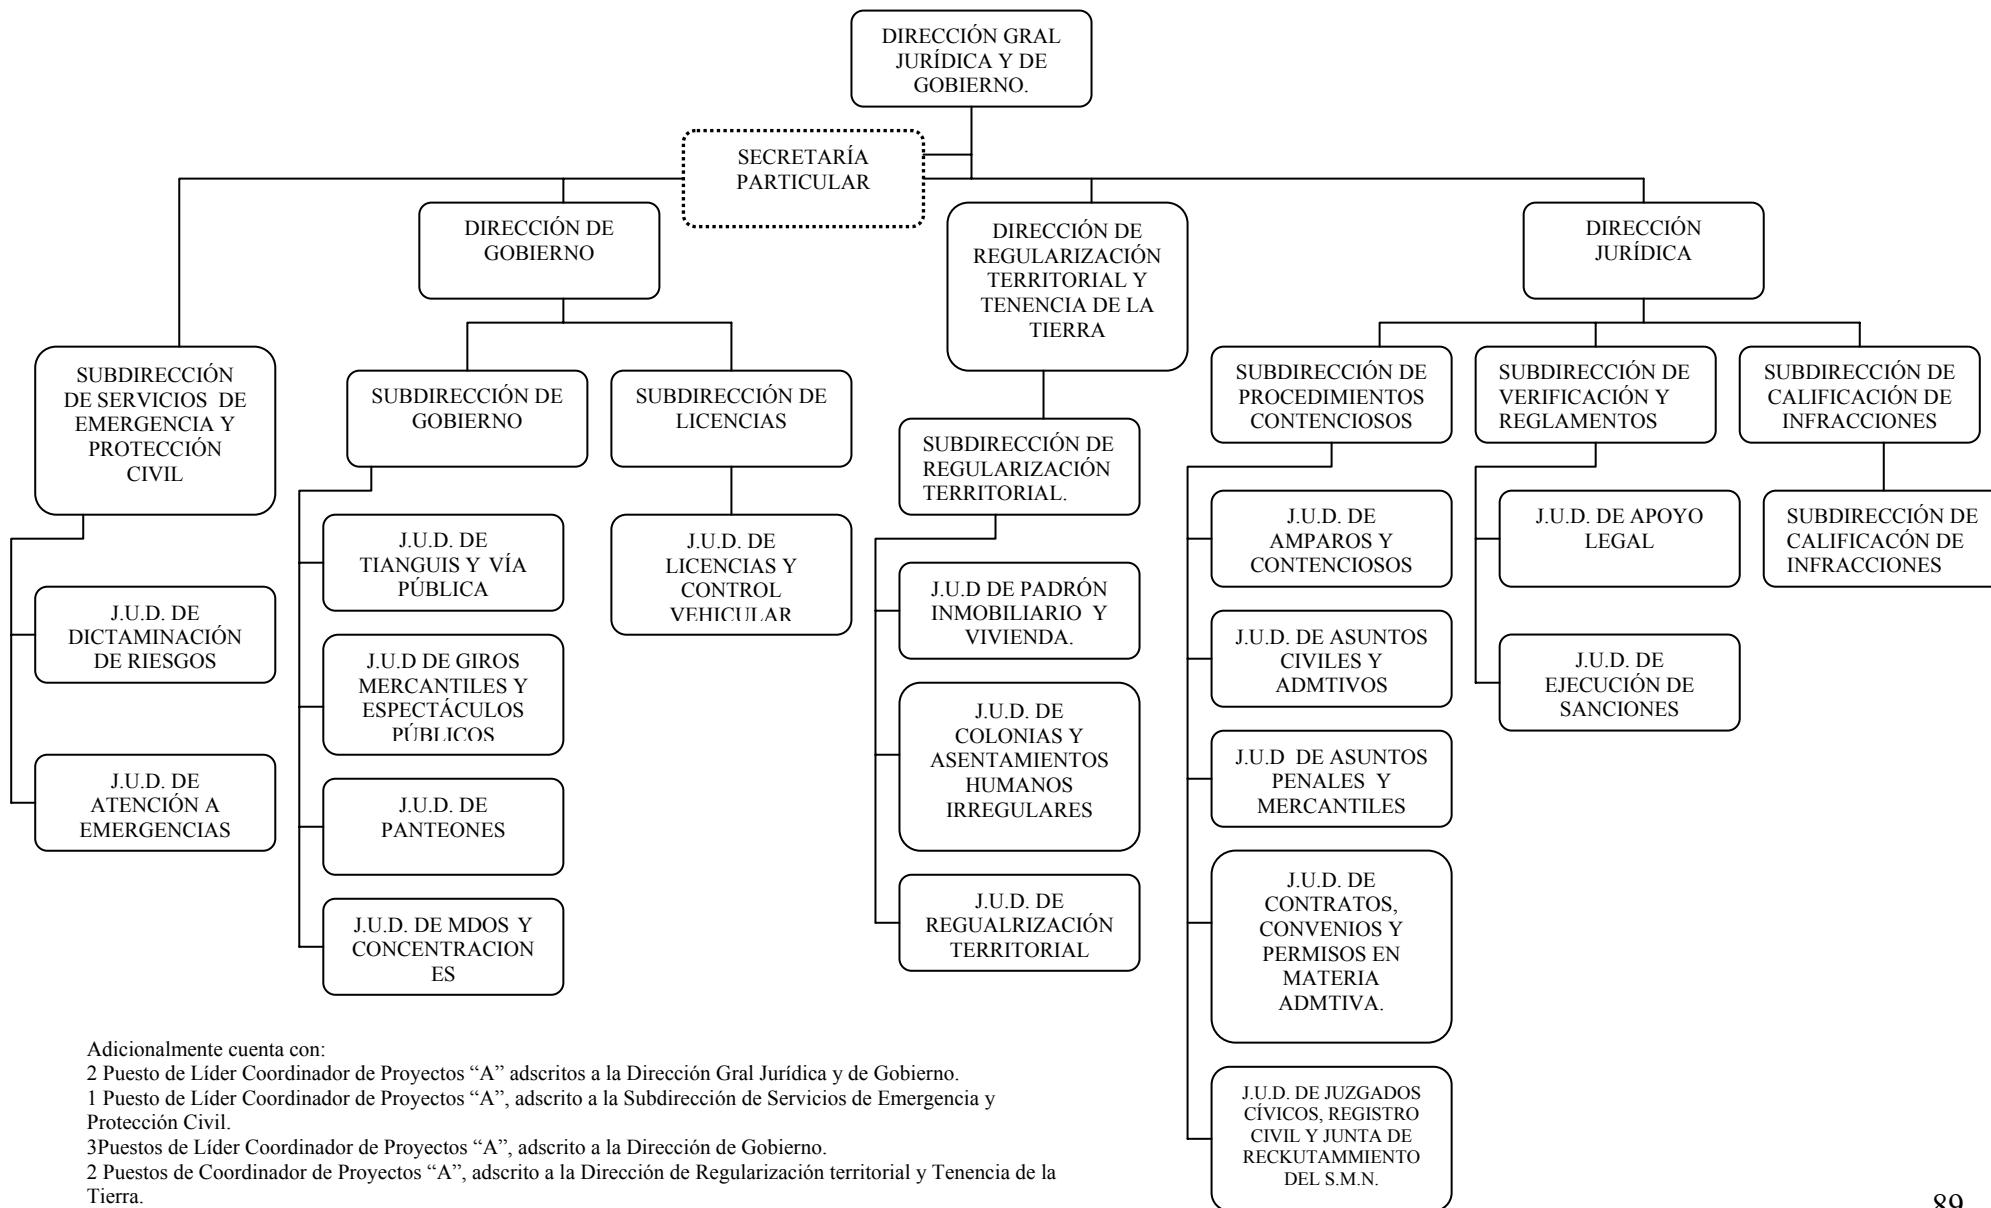 DIRECCIÓN GRAL
JURÍDICA Y DE
GOBIERNO.
SECRETARÍA
PARTICULAR
DIRECCIÓN DE
GOBIERNO
DIRECCIÓN DE
REGULARIZACIÓN
TERRITORIAL Y
TENENCIA DE LA
TIERRA
DIRECCIÓN
JURÍDICA
SUBDIRECCIÓN
DE SERVICIOS DE
EMERGENCIA Y
PROTECCIÓN
CIVIL
SUBDIRECCIÓN DE
GOBIERNO
SUBDIRECCIÓN DE
LICENCIAS
SUBDIRECCIÓN DE
REGULARIZACIÓN
TERRITORIAL.
SUBDIRECCIÓN DE
PROCEDIMIENTOS
CONTENCIOSOS
SUBDIRECCIÓN DE
VERIFICACIÓN Y
REGLAMENTOS
SUBDIRECCIÓN DE
CALIFICACIÓN DE
INFRACCIONES
J.U.D. DE
DICTAMINACIÓN
DE RIESGOS
J.U.D. DE
ATENCIÓN A
EMERGENCIAS
J.U.D. DE
TIANGUIS Y VÍA
PÚBLICA
J.U.D DE GIROS
MERCANTILES Y
ESPECTÁCULOS
PÚBLICOS
J.U.D. DE
PANTEONES
J.U.D. DE MDOS Y
CONCENTRACION
ES
J.U.D. DE
LICENCIAS Y
CONTROL
VEHICULAR
J.U.D DE PADRÓN
INMOBILIARIO Y
VIVIENDA.
J.U.D. DE
COLONIAS Y
ASENTAMIENTOS
HUMANOS
IRREGULARES
J.U.D. DE
REGUALRIZACIÓN
TERRITORIAL
J.U.D. DE
AMPAROS Y
CONTENCIOSOS
J.U.D. DE ASUNTOS
CIVILES Y
ADMTIVOS
J.U.D DE ASUNTOS
PENALES Y
MERCANTILES
J.U.D. DE
CONTRATOS,
CONVENIOS Y
PERMISOS EN
MATERIA
ADMTIVA.
J.U.D. DE JUZGADOS
CÍVICOS, REGISTRO
CIVIL Y JUNTA DE
RECKUTAMMIENTO
DEL S.M.N.
J.U.D. DE APOYO
LEGAL
J.U.D. DE
EJECUCIÓN DE
SANCIONES
SUBDIRECCIÓN DE
CALIFICACÓN DE
INFRACCIONES
Adicionalmente cuenta con:
2 Puesto de Líder Coordinador de Proyectos “A” adscritos a la Dirección Gral Jurídica y de Gobierno.
1 Puesto de Líder Coordinador de Proyectos “A”, adscrito a la Subdirección de Servicios de Emergencia y
Protección Civil.
3Puestos de Líder Coordinador de Proyectos “A”, adscrito a la Dirección de Gobierno.
2 Puestos de Coordinador de Proyectos “A”, adscrito a la Dirección de Regularización territorial y Tenencia de la
Tierra.
89